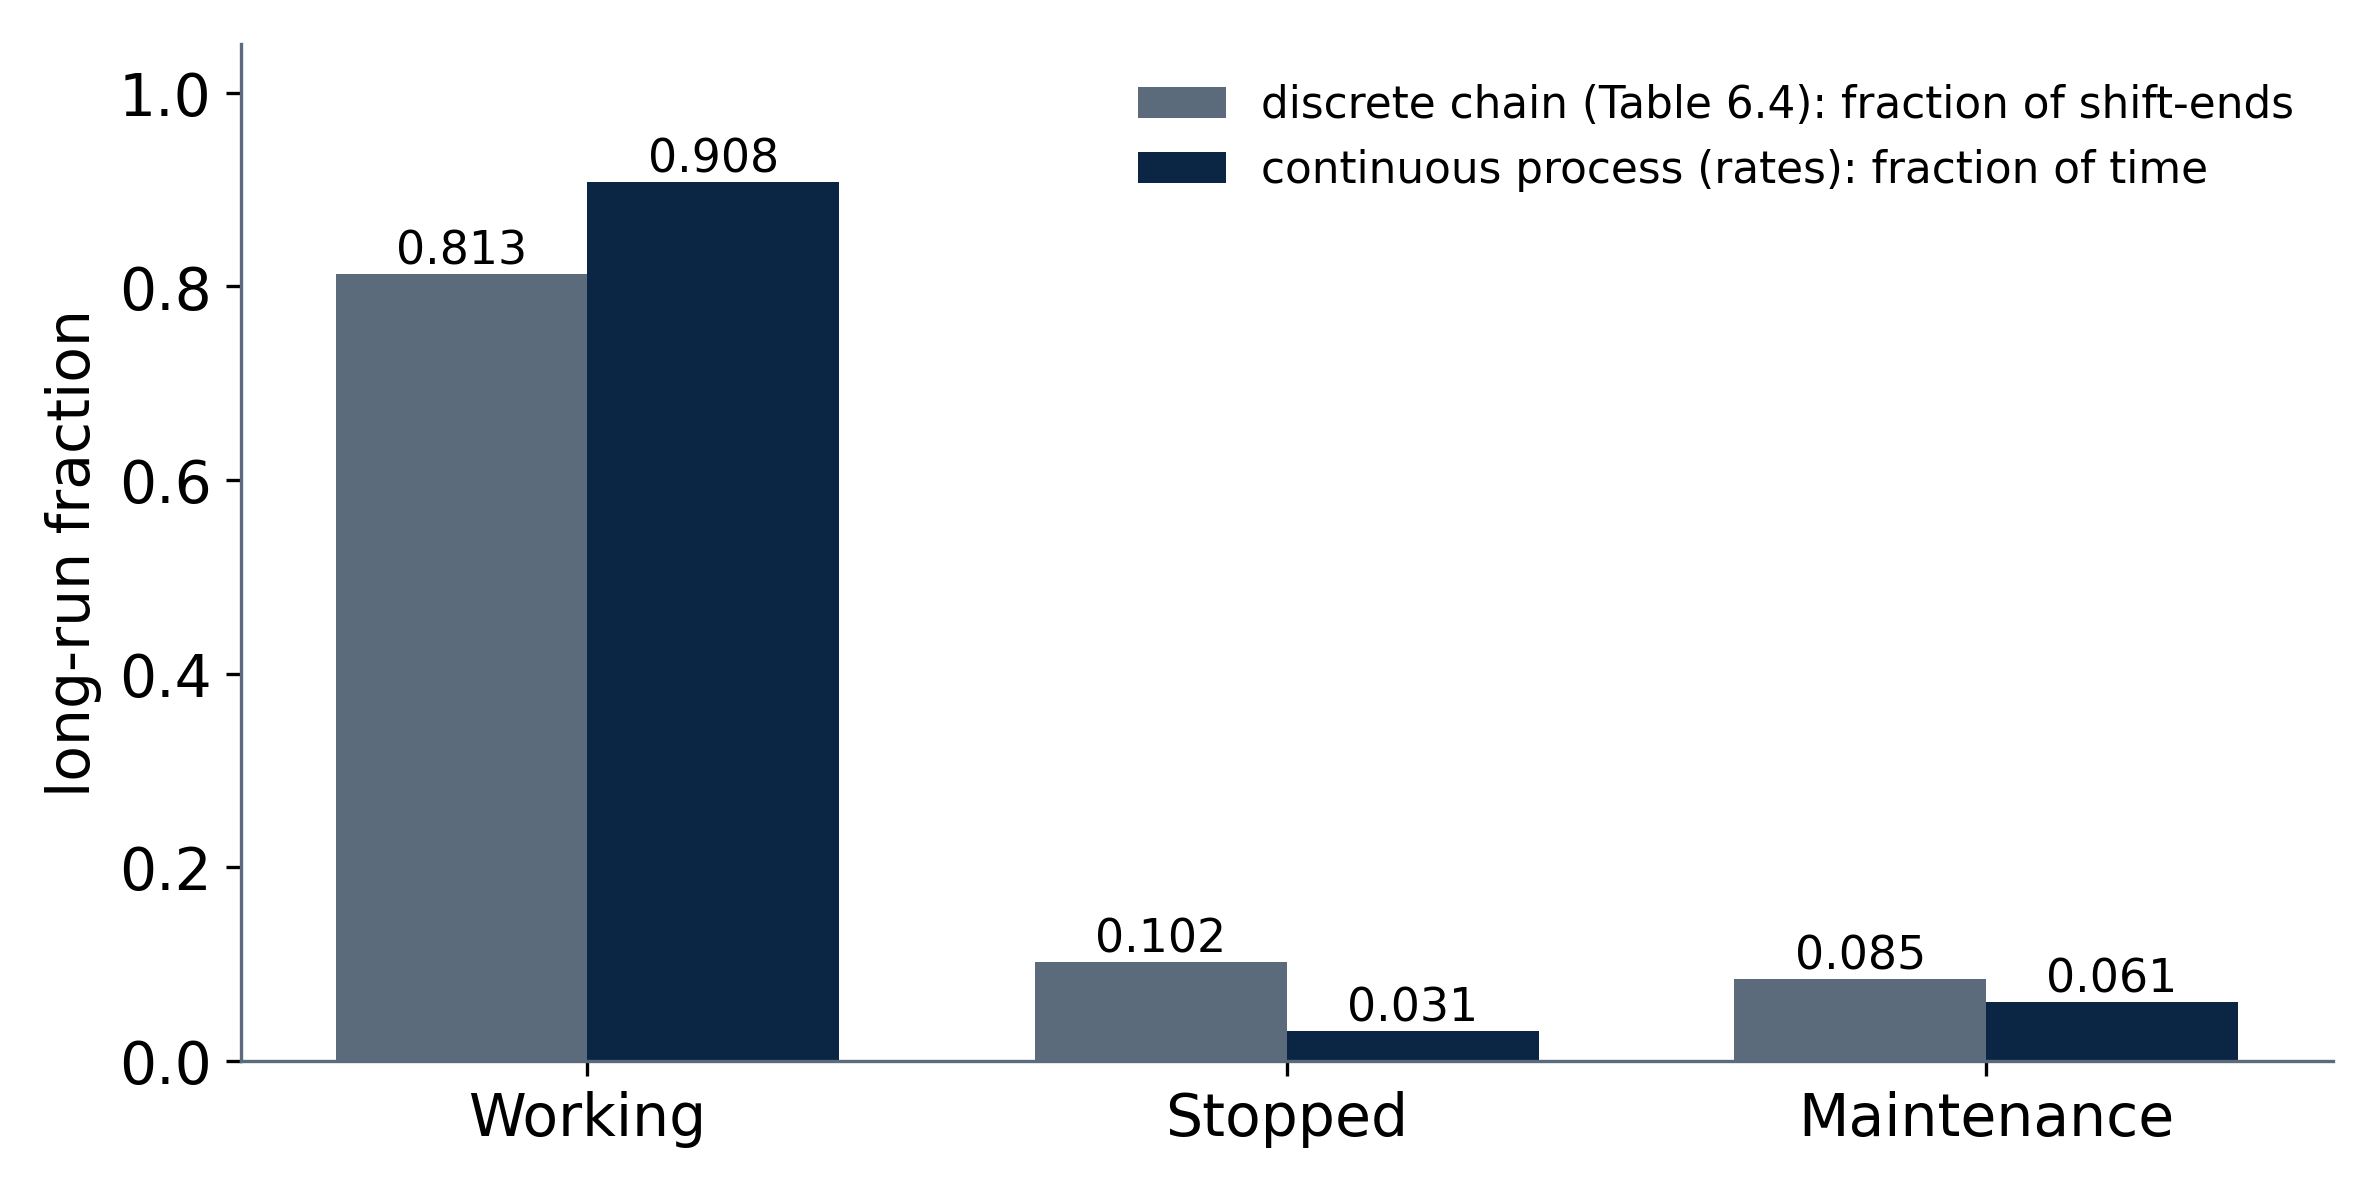 discrete chain (Table 6.4): fraction of shift-ends
continuous process (rates): fraction of time
long-run fraction
1.0
0.8
0.6
0.4
0.2
0.0
0.813
0.908
0.102
0.031
0.085
0.061
Working
Stopped
Maintenance